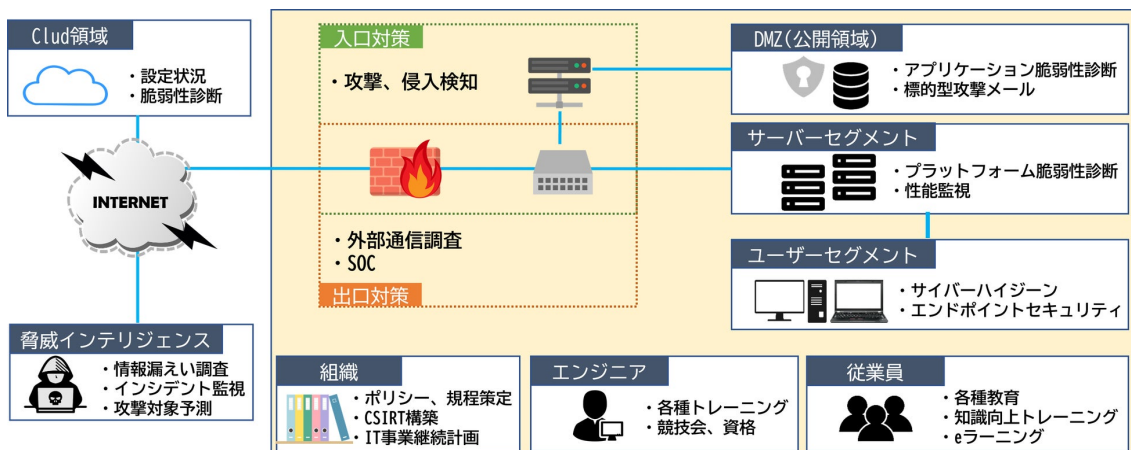 Clud領域
・設定状況
・脆弱性診断
INTERNET
脅威インテリジェンス
・情報漏えい調査
・インシデント監視
・攻撃対象予測
入口対策
・攻撃、侵入検知
・外部通信調査
・SOC
出口対策
DMZ(公開領域)
・アプリケーション脆弱性診断
・標的型攻撃メール
サーバーセグメント
・プラットフォーム脆弱性診断
・性能監視
ユーザーセグメント
・サイバーハイジーン
・エンドポイントセキュリティ
組織
・ポリシー、規程策定
・CSIRT構築
・IT事業継続計画
エンジニア
・各種トレーニング
・競技会、資格
従業員
・各種教育
・知識向上トレーニング
・eラーニング